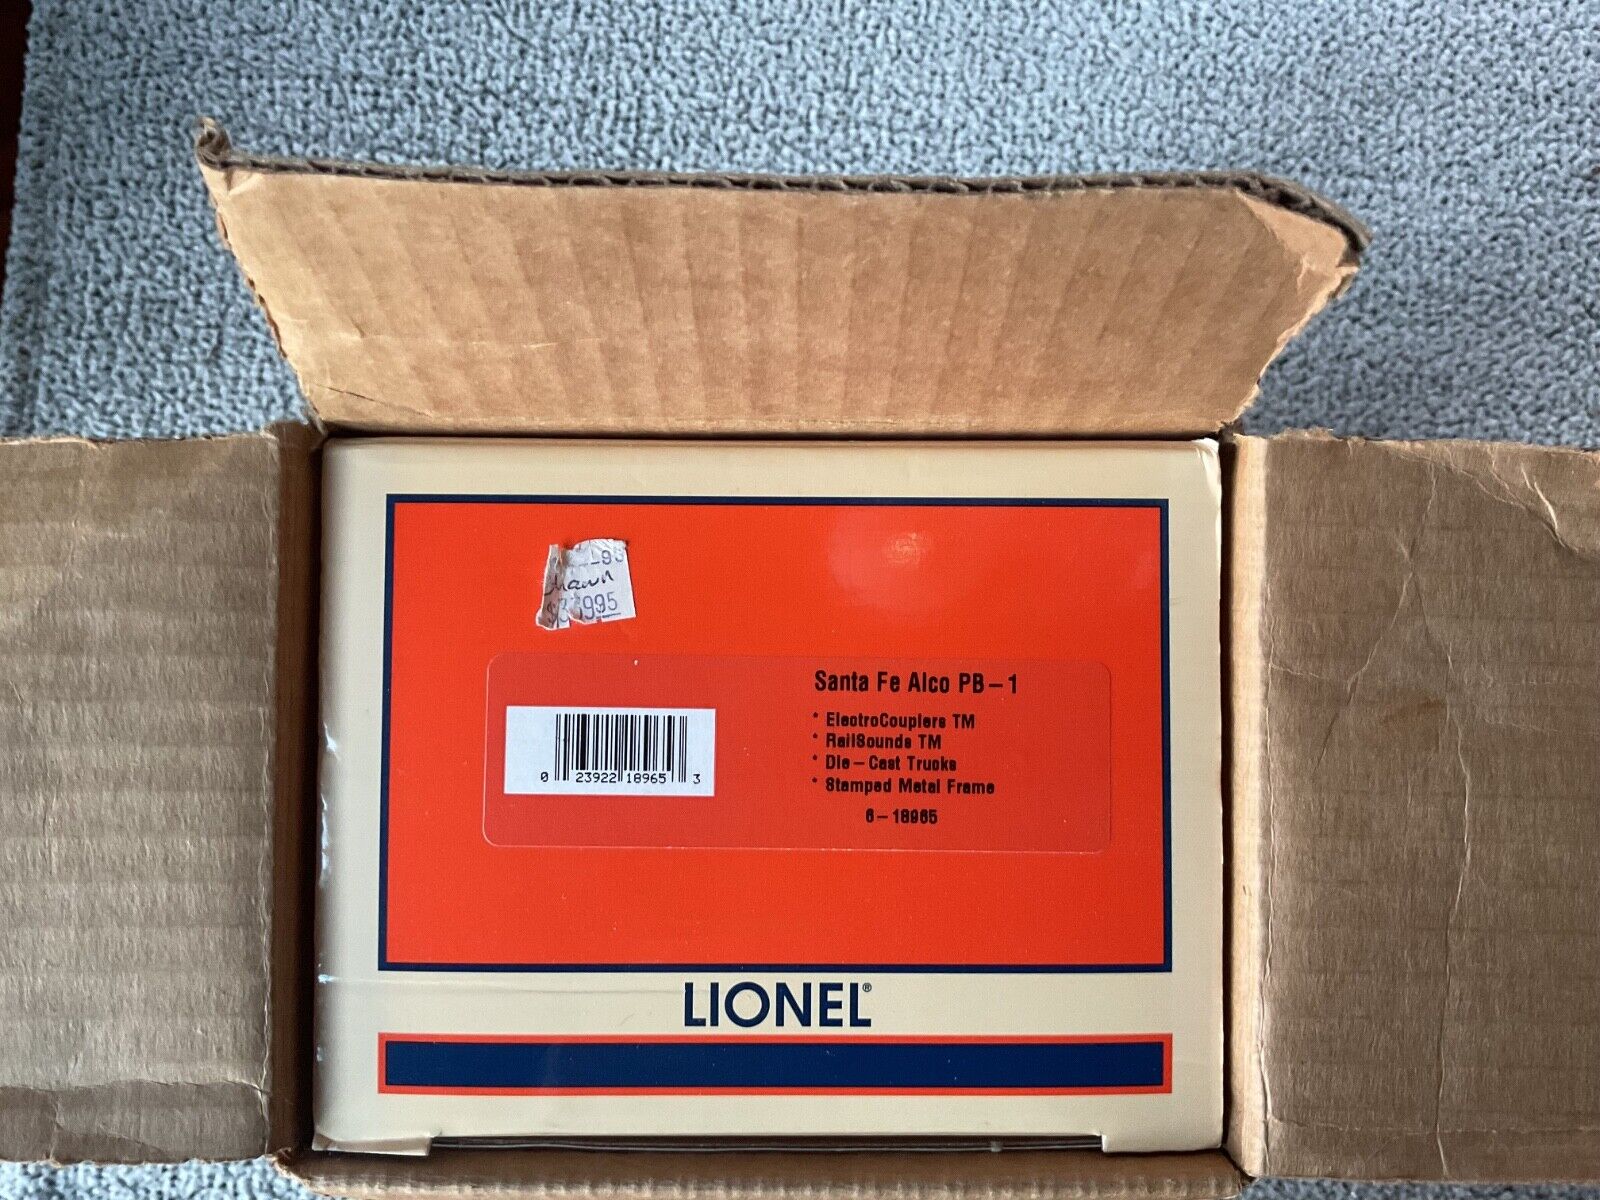 Santa Fe Alco PB-1
* ElectroCouplers TM
* RailSounds TM
* Die-Cast Trucks
* Stamped Metal Frame
6-18965
0 23922 18965 3
LIONEL®